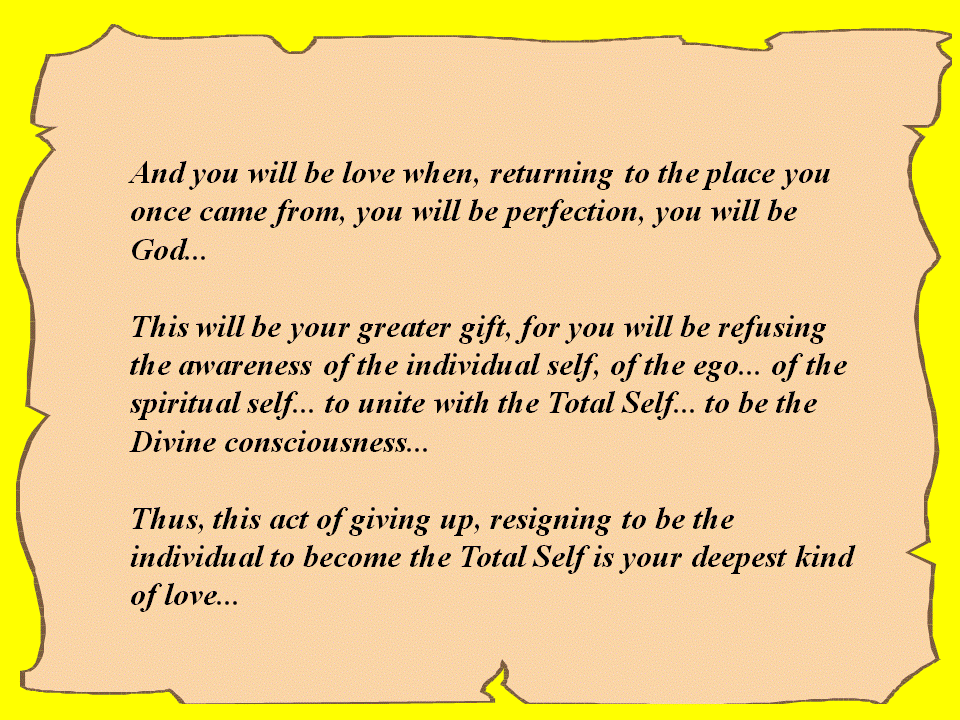 And you will be love when, returning to the place you
once came from, you will be perfection, you will be
God...
This will be your greater gift, for you will be refusing
the awareness of the individual self, of the ego... of the
spiritual self... to unite with the Total Self... to be the
Divine consciousness...
Thus, this act of giving up, resigning to be the
individual to become the Total Self is your deepest kind
of love...